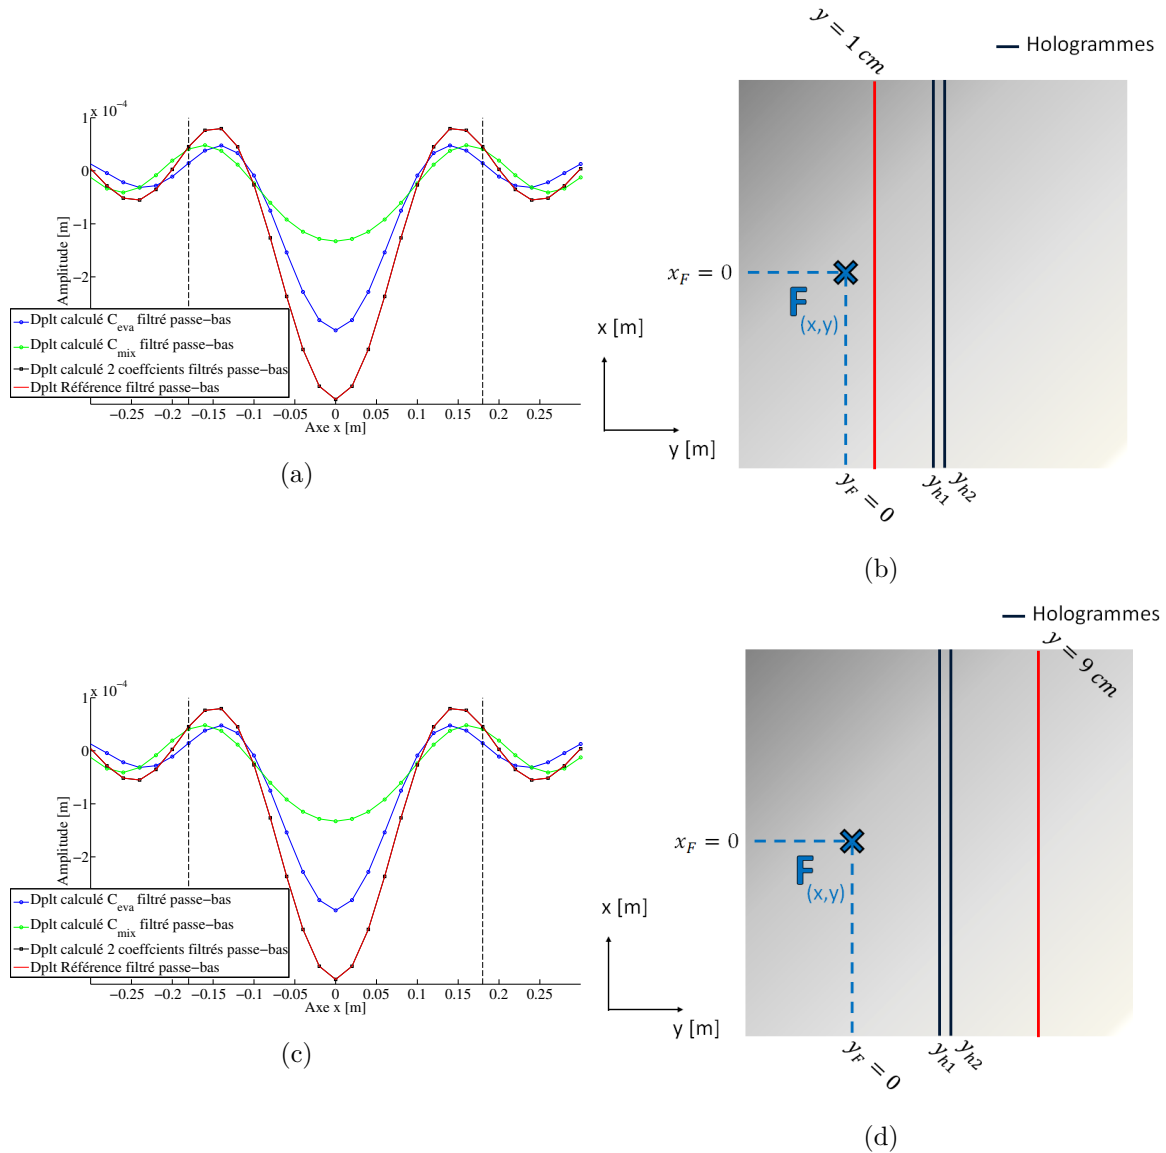 x 10⁻⁴
1
0
−1
−2
Amplitude [m]
Dplt calculé C_eva filtré passe−bas
Dplt calculé C_mix filtré passe−bas
Dplt calculé 2 coeffcients filtrés passe−bas
Dplt Référence filtré passe−bas
−0.25 −0.2 −0.15 −0.1 −0.05 0 0.05 0.1 0.15 0.2 0.25
Axe x [m]
(a)
y = 1 cm
Hologrammes
x_F = 0
F(x,y)
x [m]
y [m]
y_F = 0
y_h1
y_h2
(b)
x 10⁻⁴
1
0
−1
−2
Amplitude [m]
Dplt calculé C_eva filtré passe−bas
Dplt calculé C_mix filtré passe−bas
Dplt calculé 2 coeffcients filtrés passe−bas
Dplt Référence filtré passe−bas
−0.25 −0.2 −0.15 −0.1 −0.05 0 0.05 0.1 0.15 0.2 0.25
Axe x [m]
(c)
Hologrammes
y = 9 cm
x_F = 0
F(x,y)
x [m]
y [m]
y_F = 0
y_h1
y_h2
(d)